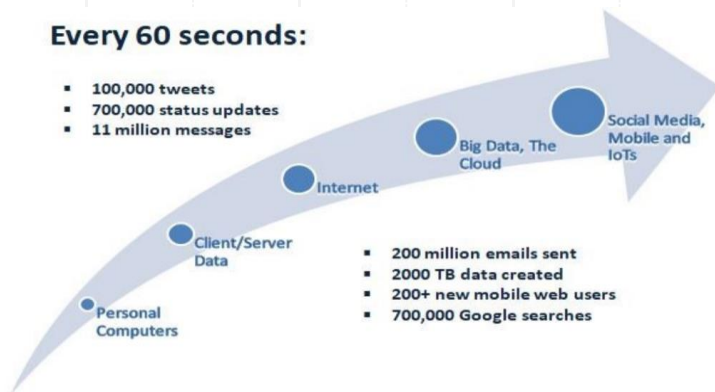 Every 60 seconds:
▪ 100,000 tweets
▪ 700,000 status updates
▪ 11 million messages
Social Media,
Mobile and
IoTs
Big Data, The
Cloud
Internet
Client/Server
Data
Personal
Computers
▪ 200 million emails sent
▪ 2000 TB data created
▪ 200+ new mobile web users
▪ 700,000 Google searches